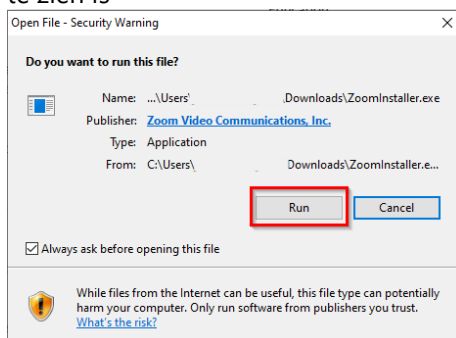 te zien is
Open File - Security Warning
Do you want to run this file?
Name: ...\Users' .Downloads\ZoomInstaller.exe
Publisher: Zoom Video Communications, Inc.
Type: Application
From: C:\Users\ Downloads\ZoomInstaller.e...
Run Cancel
Always ask before opening this file
While files from the Internet can be useful, this file type can potentially
harm your computer. Only run software from publishers you trust.
What's the risk?